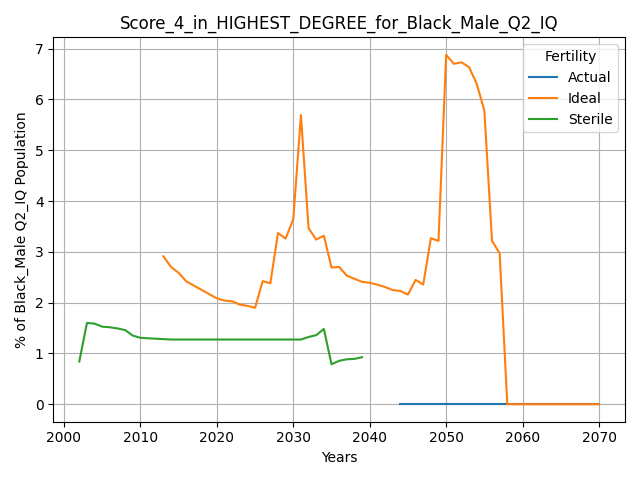 Score_4_in_HIGHEST_DEGREE_for_Black_Male_Q2_IQ
7
6
5
4
3
2
1
0
% of Black_Male Q2_IQ Population
Fertility
Actual
Ideal
Sterile
2000 2010 2020 2030 2040 2050 2060 2070
Years